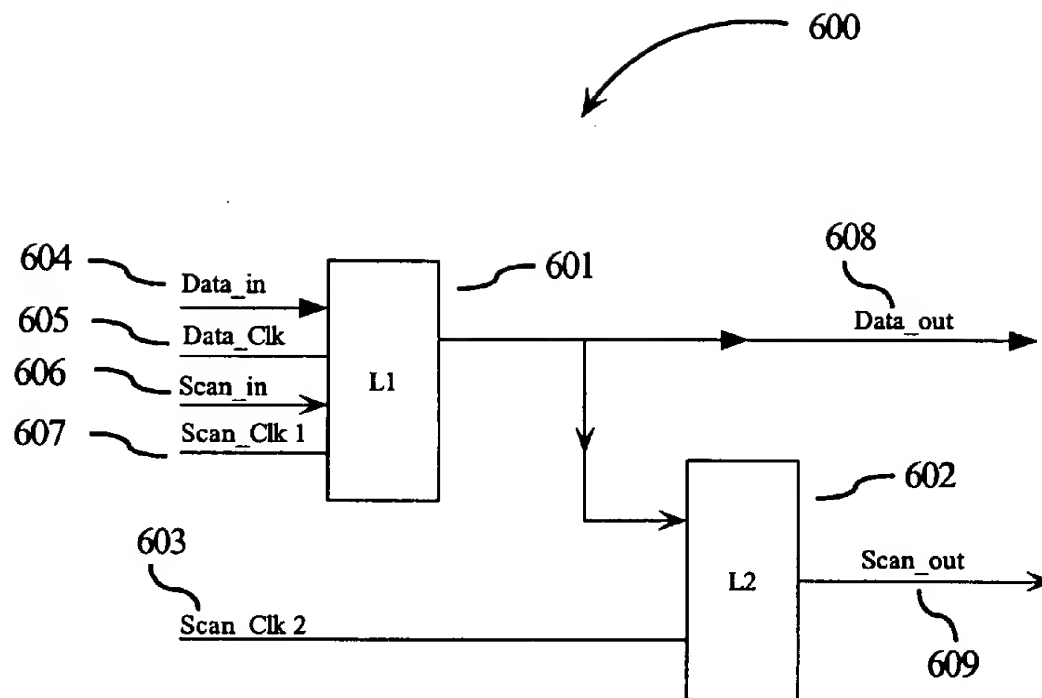 600
604
Data_in
601
608
Data_out
605
Data_Clk
606
Scan_in
L1
607
Scan_Clk 1
602
603
Scan_Clk 2
L2
Scan_out
609